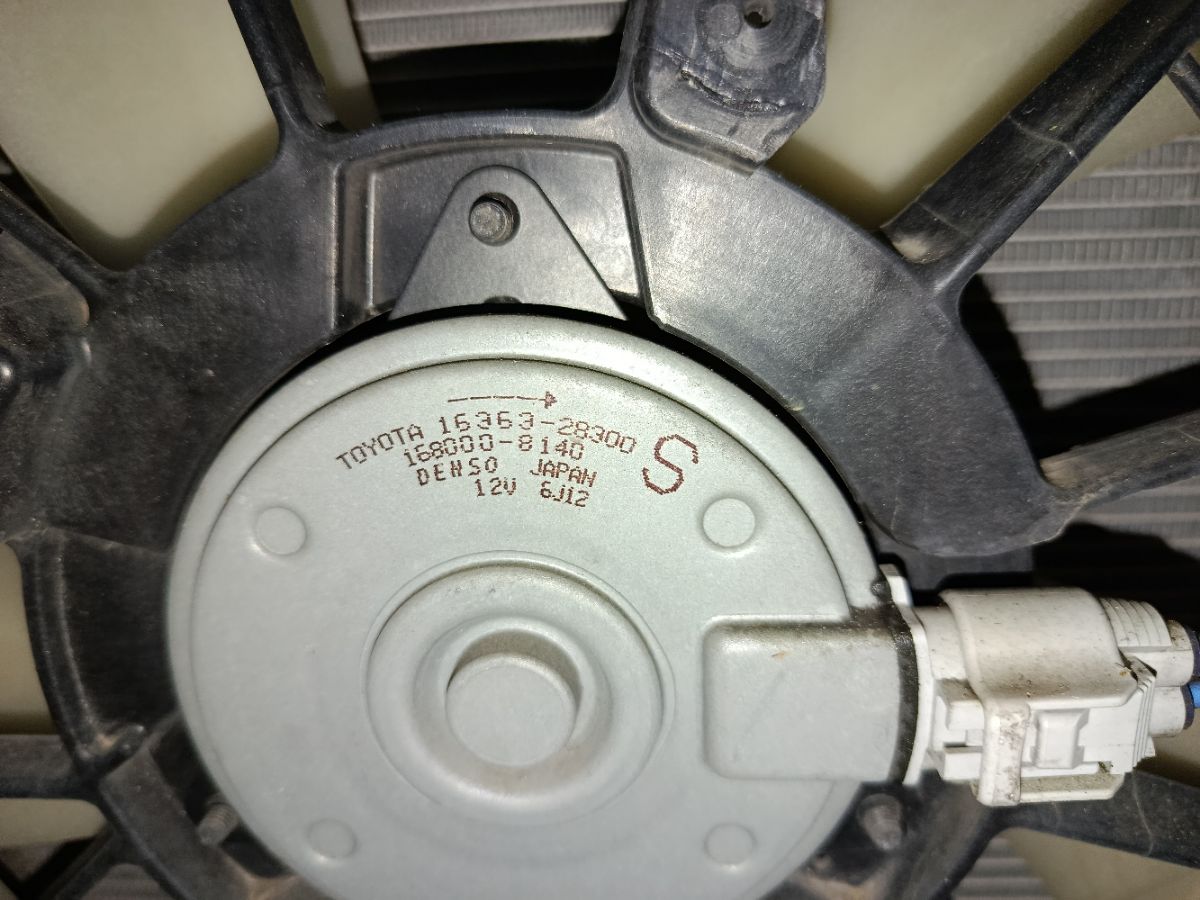 TOYOTA 16363-28300
168000-8140
DENSO JAPAN
12V 6J12
S